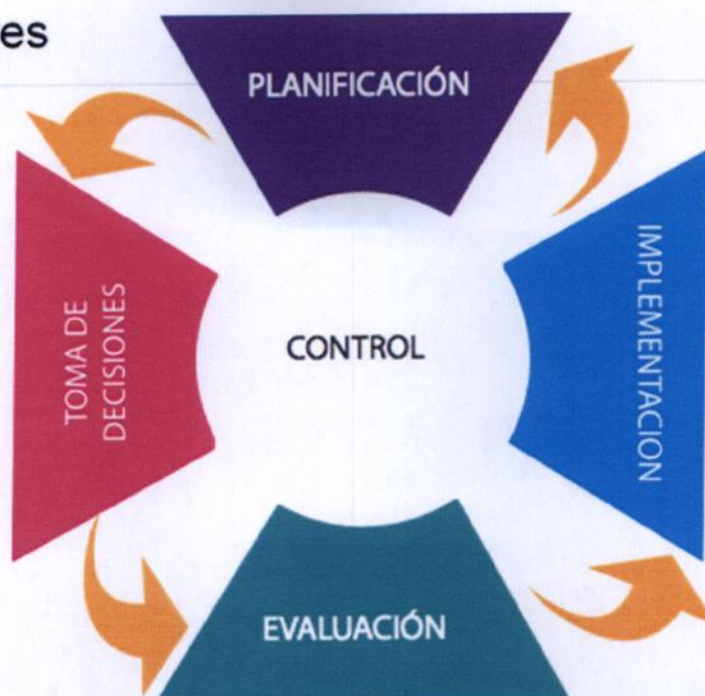 es
PLANIFICACIÓN
TOMA DE
DECISIONES
CONTROL
IMPLEMENTACION
EVALUACIÓN